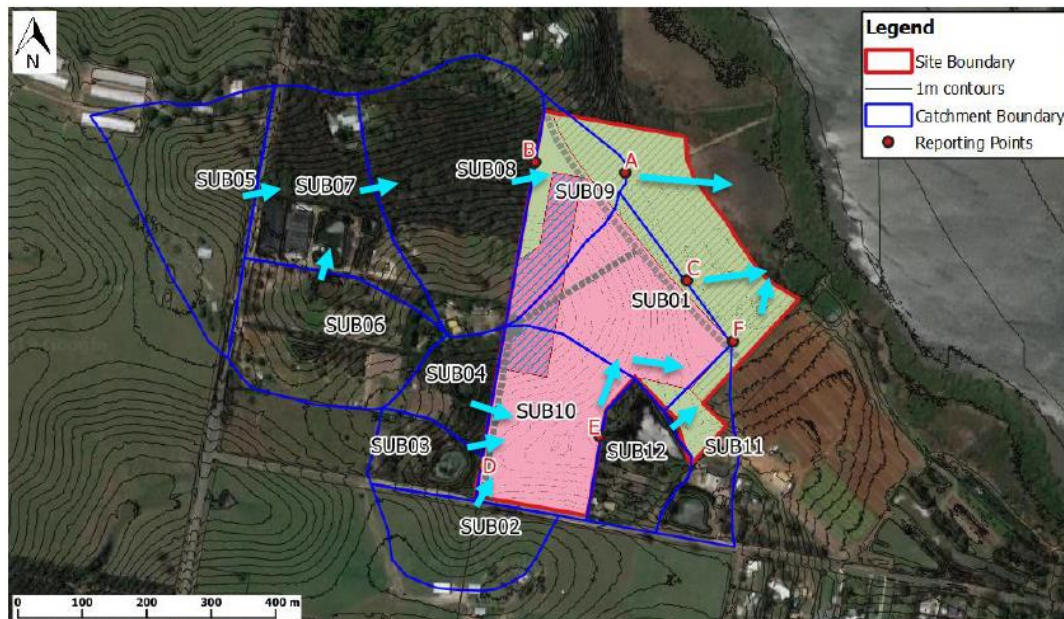 N
Legend
Site Boundary
1m contours
Catchment Boundary
Reporting Points
B
A
SUB08
SUB05
SUB07
SUB09
C
SUB01
SUB06
F
SUB04
SUB10
SUB03
E
SUB12
SUB11
D
SUB02
0 100 200 300 400 m